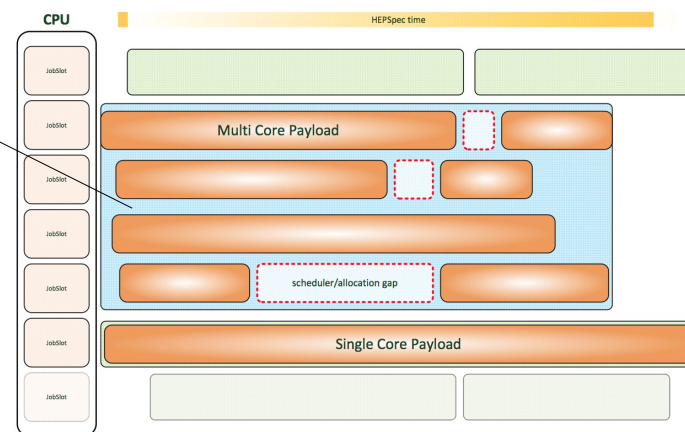 CPU
HEPSpec time
JobSlot
JobSlot
Multi Core Payload
JobSlot
JobSlot
JobSlot
scheduler/allocation gap
JobSlot
Single Core Payload
JobSlot